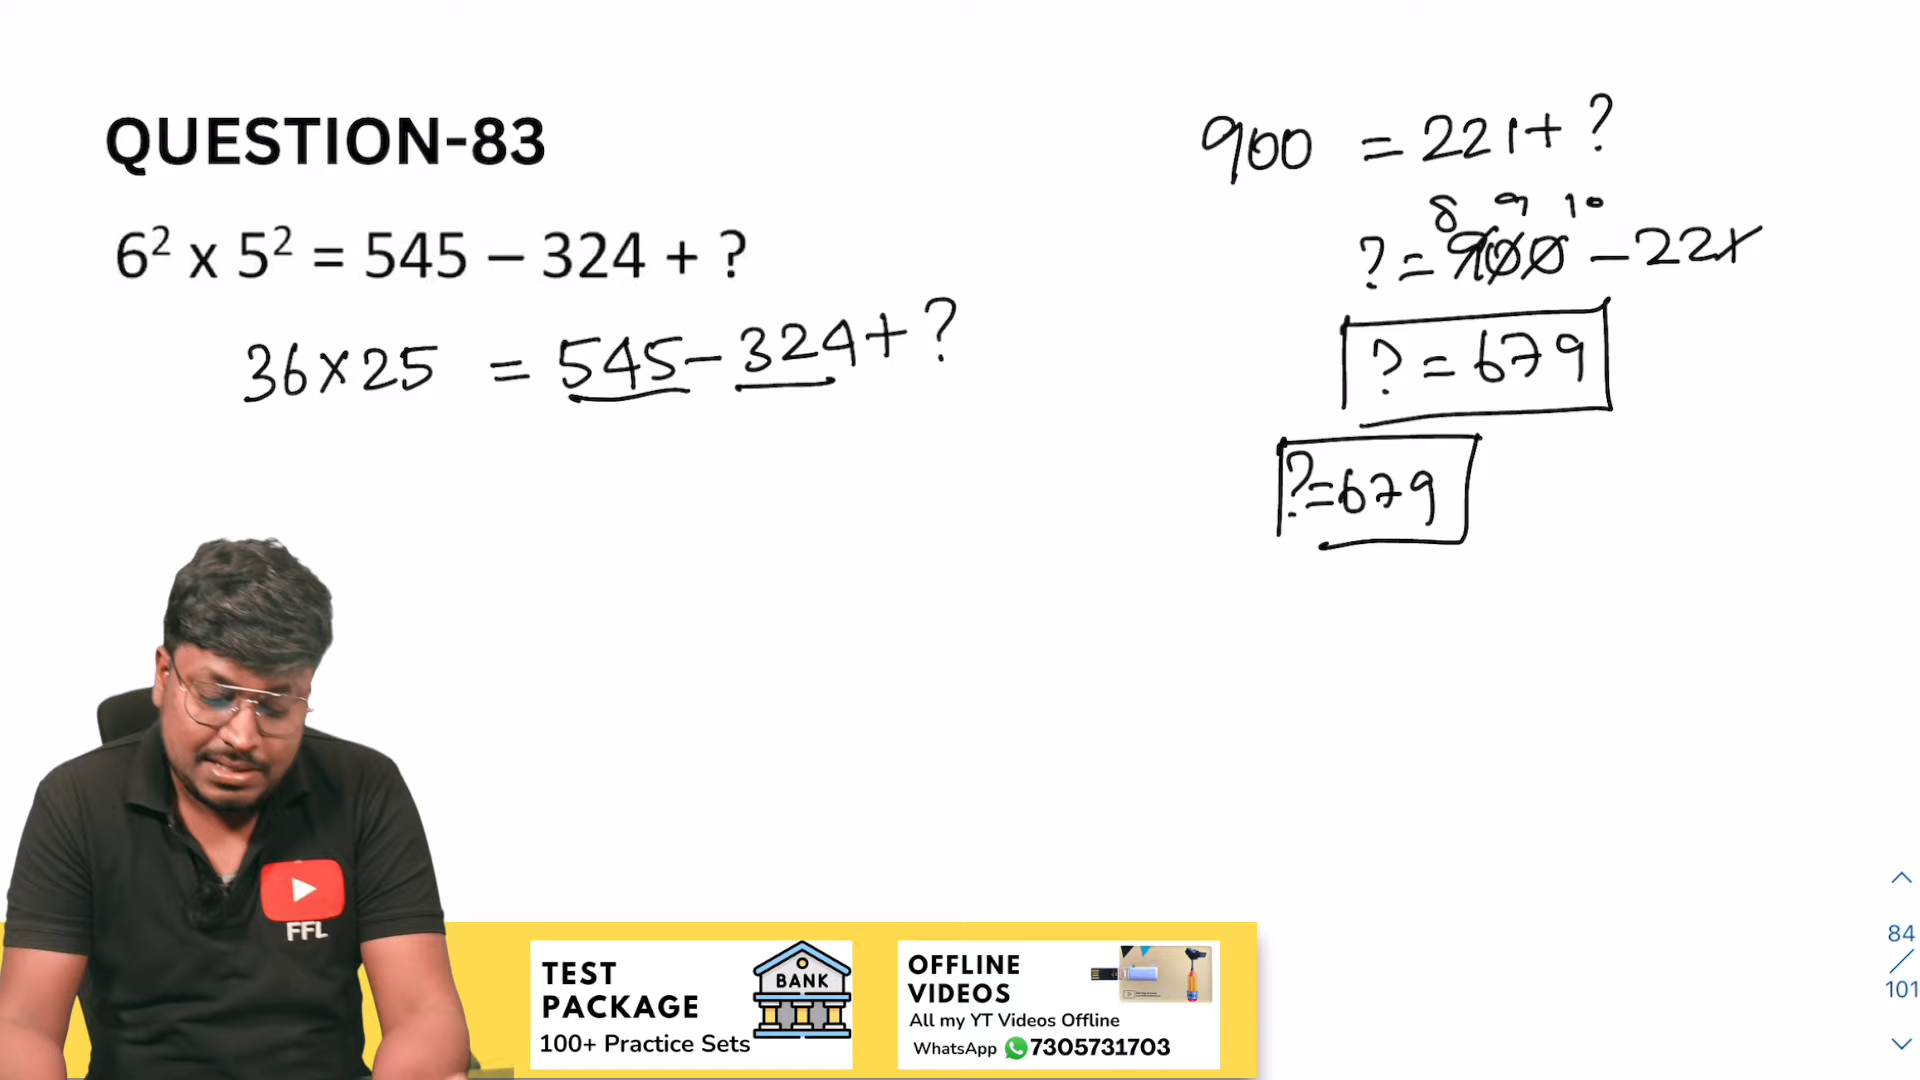 QUESTION-83
6² x 5² = 545 – 324 + ?
36×25 = 545 – 324 + ?
900 = 221 + ?
8 9 10
? = 900 – 221
? = 679
? = 679
FFL
TEST
PACKAGE
100+ Practice Sets
BANK
OFFLINE
VIDEOS
All my YT Videos Offline
WhatsApp 7305731703
84
/
101